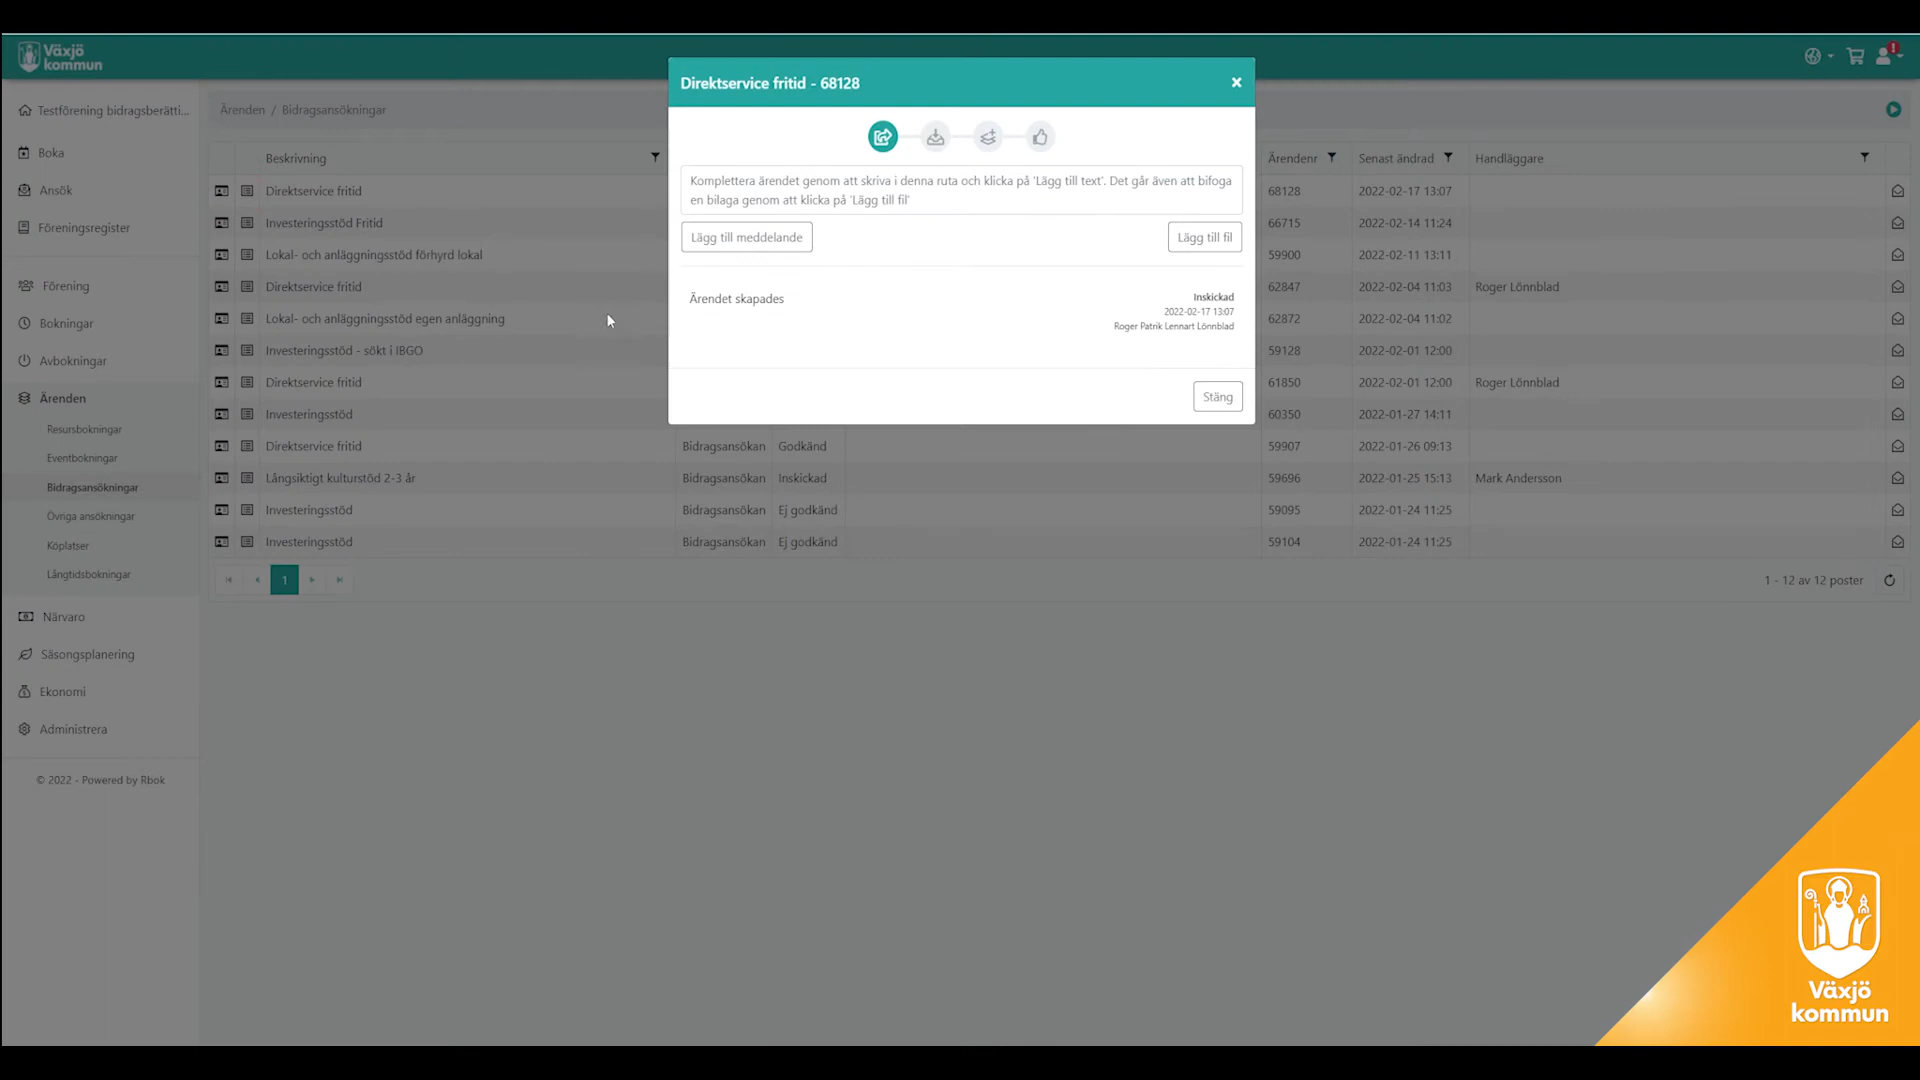 Växjö
kommun
Testförening bidragsberätti...
Boka
Ansök
Föreningsregister
Förening
Bokningar
Avbokningar
Ärenden
Resursbokningar
Eventbokningar
Bidragsansökningar
Övriga ansökningar
Köplatser
Långtidsbokningar
Närvaro
Säsongsplanering
Ekonomi
Administrera
© 2022 - Powered by Rbok
Ärenden / Bidragsansökningar
Beskrivning Ärendenr Senast ändrad Handläggare
Direktservice fritid 68128 2022-02-17 13:07
Investeringsstöd Fritid 66715 2022-02-14 11:24
Lokal- och anläggningsstöd förhyrd lokal 59900 2022-02-11 13:11
Direktservice fritid 62847 2022-02-04 11:03 Roger Lönnblad
Lokal- och anläggningsstöd egen anläggning 62872 2022-02-04 11:02
Investeringsstöd - sökt i IBGO 59128 2022-02-01 12:00
Direktservice fritid 61850 2022-02-01 12:00 Roger Lönnblad
Investeringsstöd 60350 2022-01-27 14:11
Direktservice fritid Bidragsansökan Godkänd 59907 2022-01-26 09:13
Långsiktigt kulturstöd 2-3 år Bidragsansökan Inskickad 59696 2022-01-25 15:13 Mark Andersson
Investeringsstöd Bidragsansökan Ej godkänd 59095 2022-01-24 11:25
Investeringsstöd Bidragsansökan Ej godkänd 59104 2022-01-24 11:25
1
1 - 12 av 12 poster
Direktservice fritid - 68128
Komplettera ärendet genom att skriva i denna ruta och klicka på 'Lägg till text'. Det går även att bifoga
en bilaga genom att klicka på 'Lägg till fil'
Lägg till meddelande Lägg till fil
Ärendet skapades
Inskickad
2022-02-17 13:07
Roger Patrik Lennart Lönnblad
Stäng
Växjö
kommun